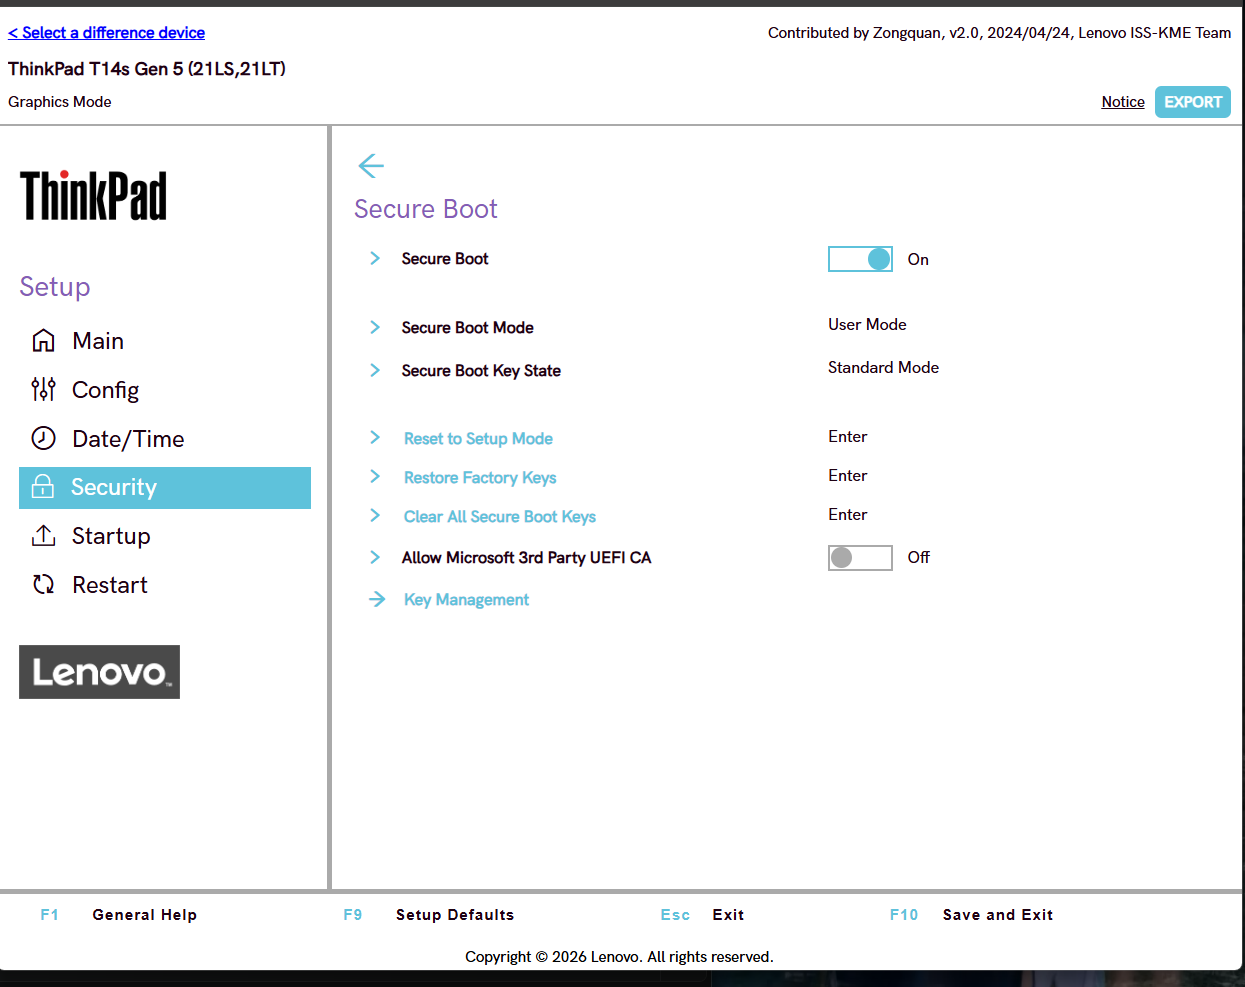 < Select a difference device
Contributed by Zongquan, v2.0, 2024/04/24, Lenovo ISS-KME Team
ThinkPad T14s Gen 5 (21LS,21LT)
Graphics Mode
Notice
EXPORT
ThinkPad
Setup
Main
Config
Date/Time
Security
Startup
Restart
Lenovo™
Secure Boot
Secure Boot On
Secure Boot Mode User Mode
Secure Boot Key State Standard Mode
Reset to Setup Mode Enter
Restore Factory Keys Enter
Clear All Secure Boot Keys Enter
Allow Microsoft 3rd Party UEFI CA Off
Key Management
F1 General Help F9 Setup Defaults Esc Exit F10 Save and Exit
Copyright © 2026 Lenovo. All rights reserved.